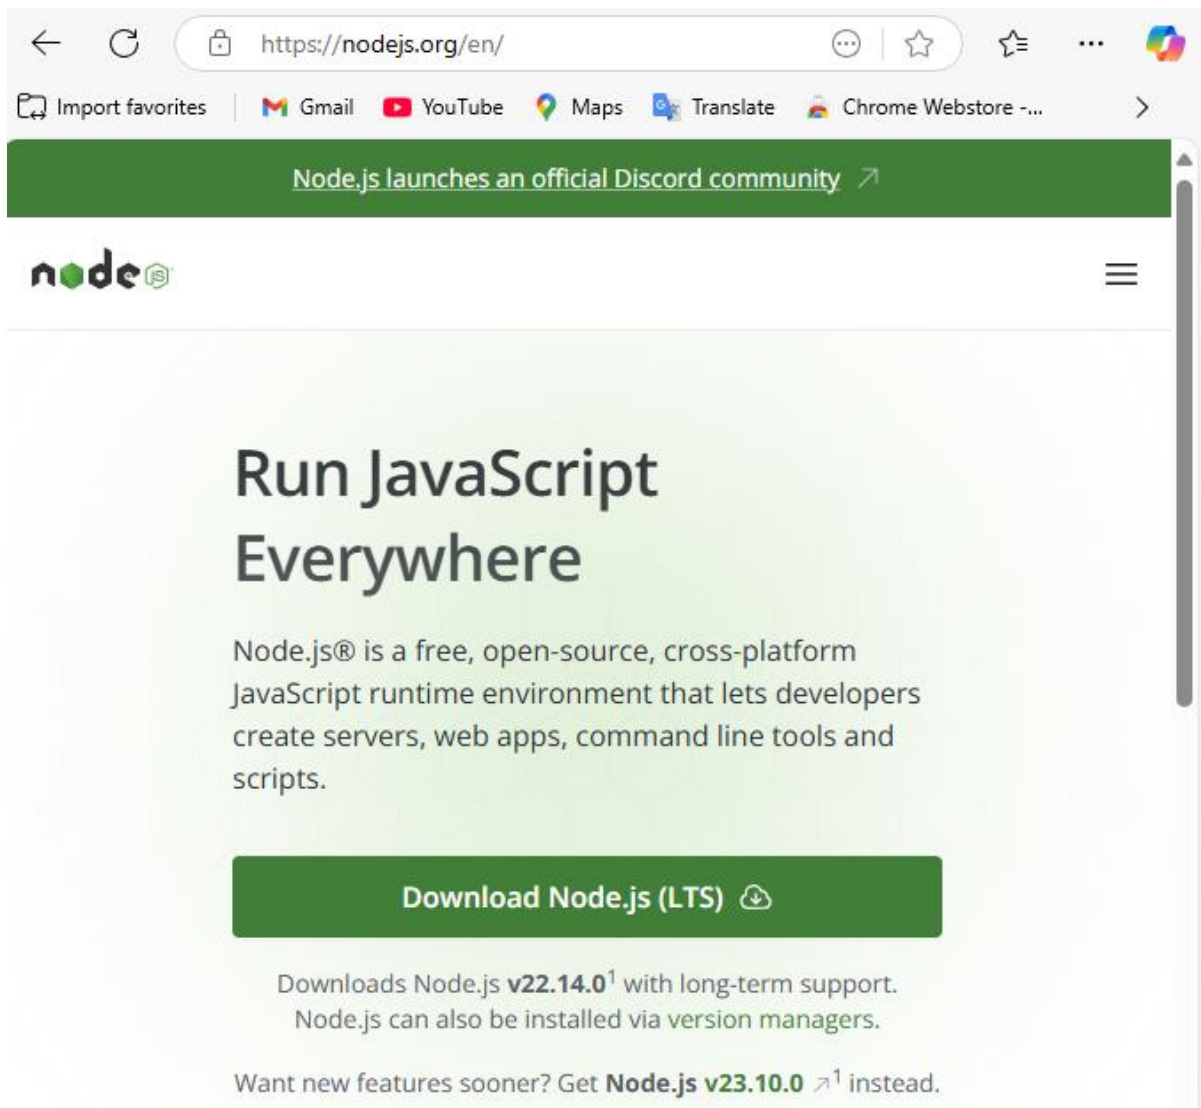 https://nodejs.org/en/
Import favorites Gmail YouTube Maps Translate Chrome Webstore -...
Node.js launches an official Discord community
node JS
Run JavaScript
Everywhere
Node.js® is a free, open-source, cross-platform
JavaScript runtime environment that lets developers
create servers, web apps, command line tools and
scripts.
Download Node.js (LTS)
Downloads Node.js v22.14.0¹ with long-term support.
Node.js can also be installed via version managers.
Want new features sooner? Get Node.js v23.10.0 ↗¹ instead.